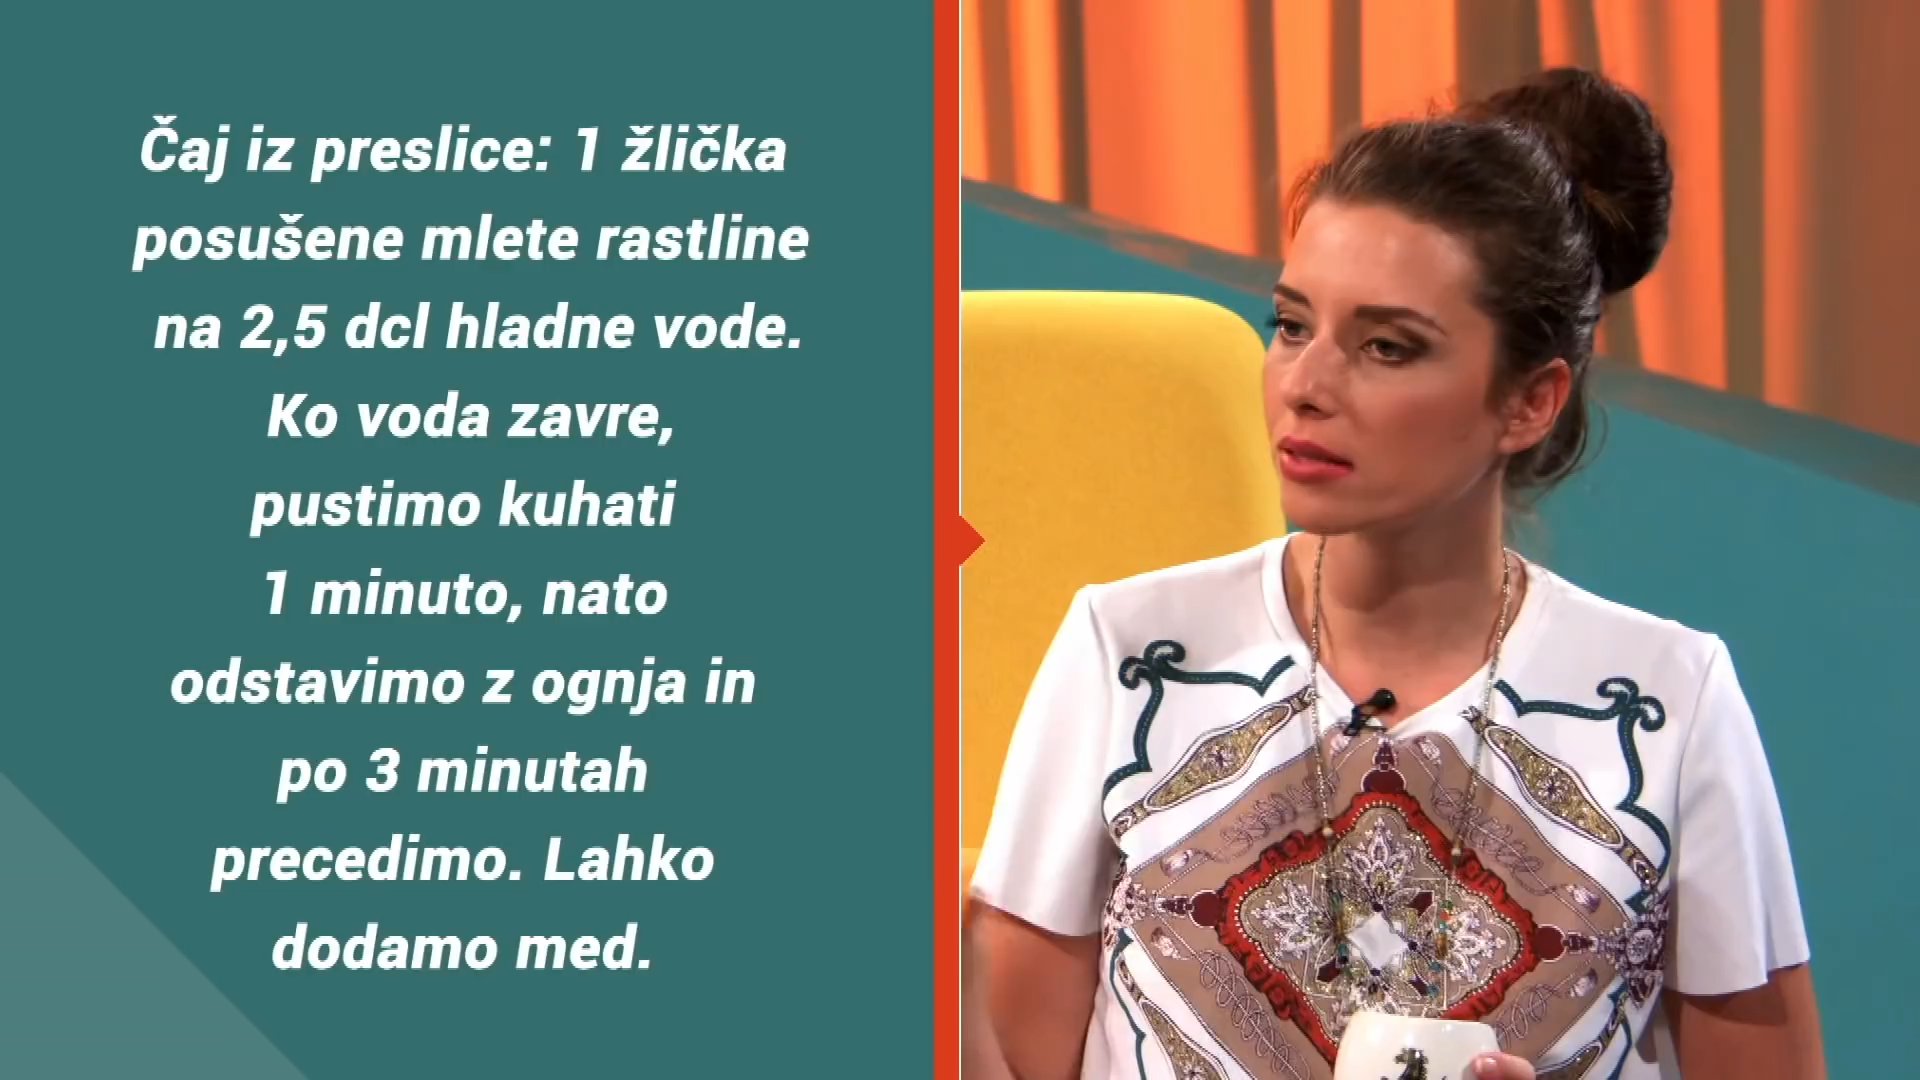 Čaj iz preslice: 1 žlička
posušene mlete rastline
na 2,5 dcl hladne vode.
Ko voda zavre,
pustimo kuhati
1 minuto, nato
odstavimo z ognja in
po 3 minutah
precedimo. Lahko
dodamo med.